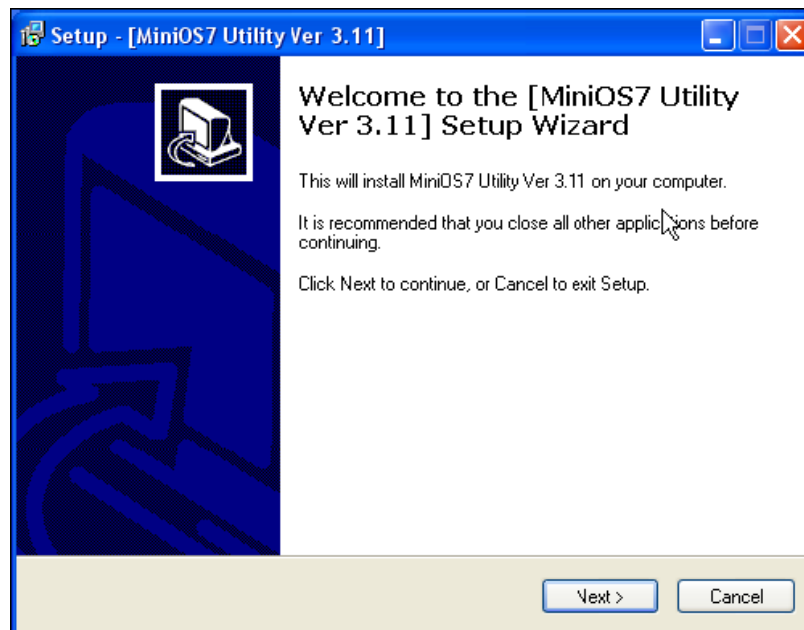 Setup - [MiniOS7 Utility Ver 3.11]
Welcome to the [MiniOS7 Utility
Ver 3.11] Setup Wizard
This will install MiniOS7 Utility Ver 3.11 on your computer.
It is recommended that you close all other applications before
continuing.
Click Next to continue, or Cancel to exit Setup.
Next >
Cancel